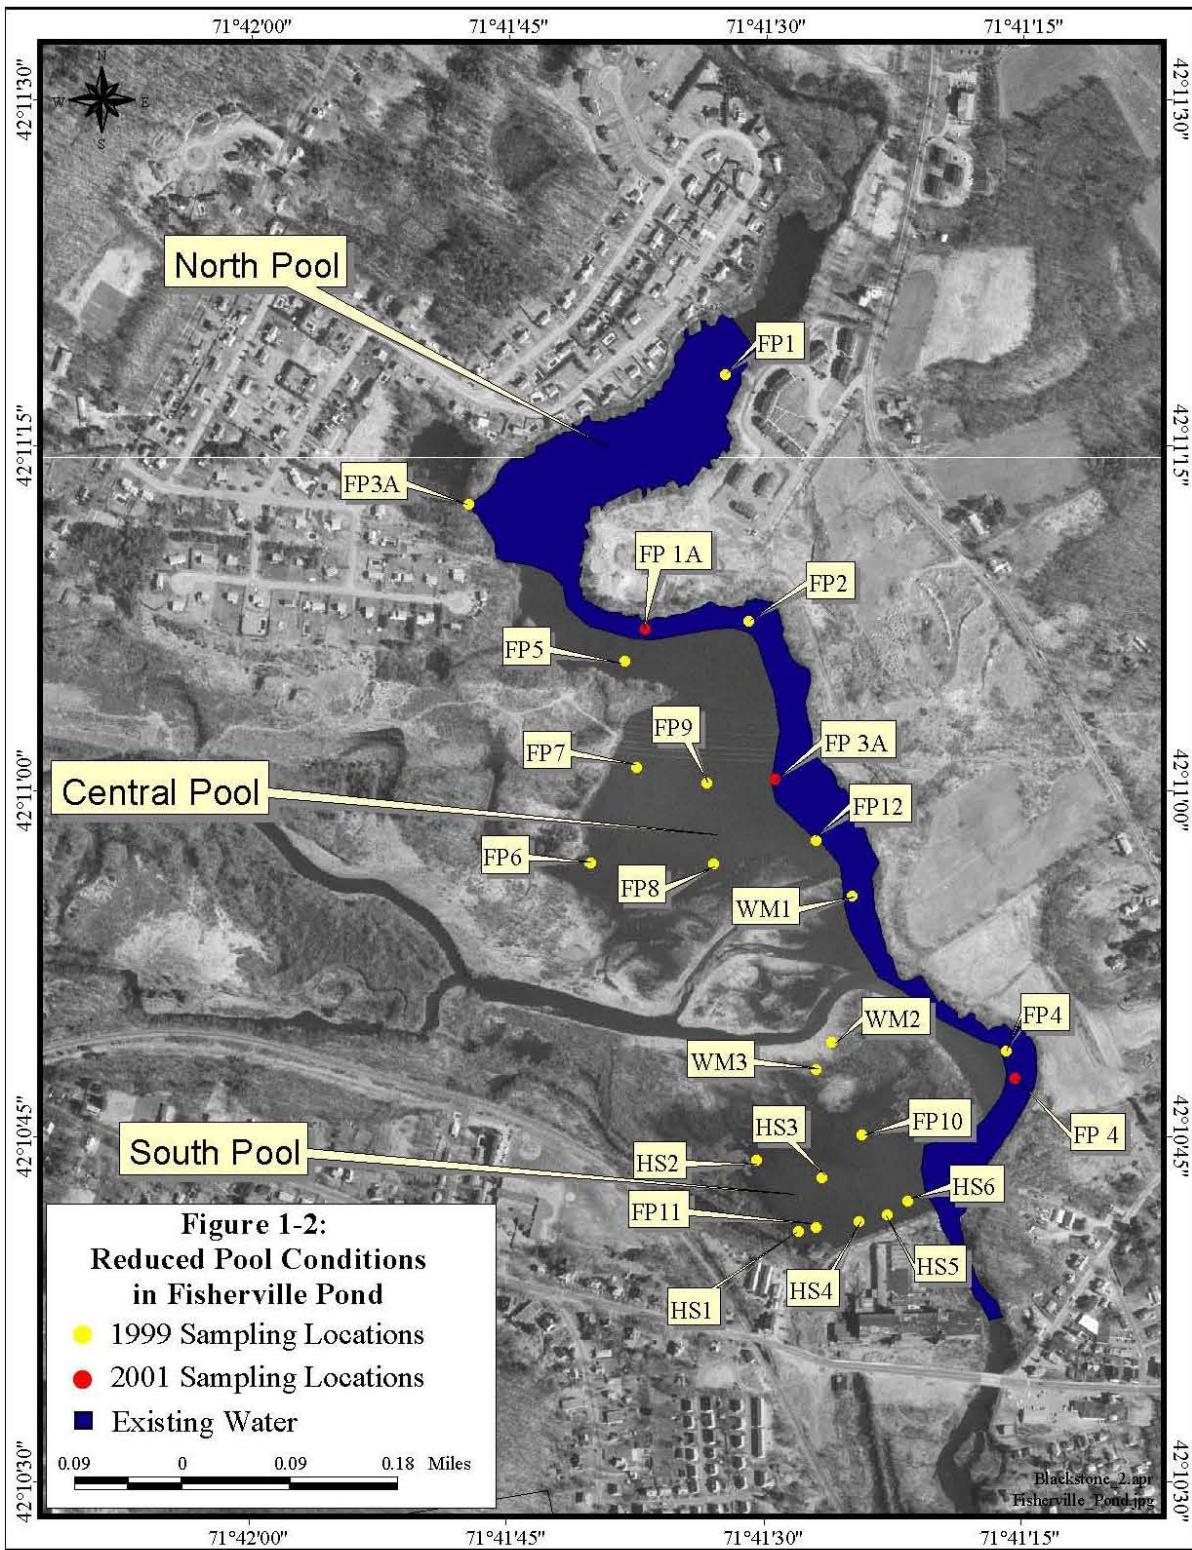 71°42'00"
71°41'45"
71°41'30"
71°41'15"
42°11'30"
42°11'30"
N
W
E
S
North Pool
FP1
42°11'15"
42°11'15"
FP3A
FP 1A
FP2
FP5
FP9
FP 3A
FP7
Central Pool
42°11'00"
42°11'00"
FP12
FP6
FP8
WM1
WM2
FP4
WM3
HS3
FP10
FP 4
42°10'45"
42°10'45"
South Pool
HS2
HS6
FP11
HS5
HS4
HS1
Figure 1-2:
Reduced Pool Conditions
in Fisherville Pond
1999 Sampling Locations
2001 Sampling Locations
Existing Water
0.09 0 0.09 0.18 Miles
Blackstone_2.apr
Fisherville_Pond.jpg
42°10'30"
42°10'30"
71°42'00"
71°41'45"
71°41'30"
71°41'15"